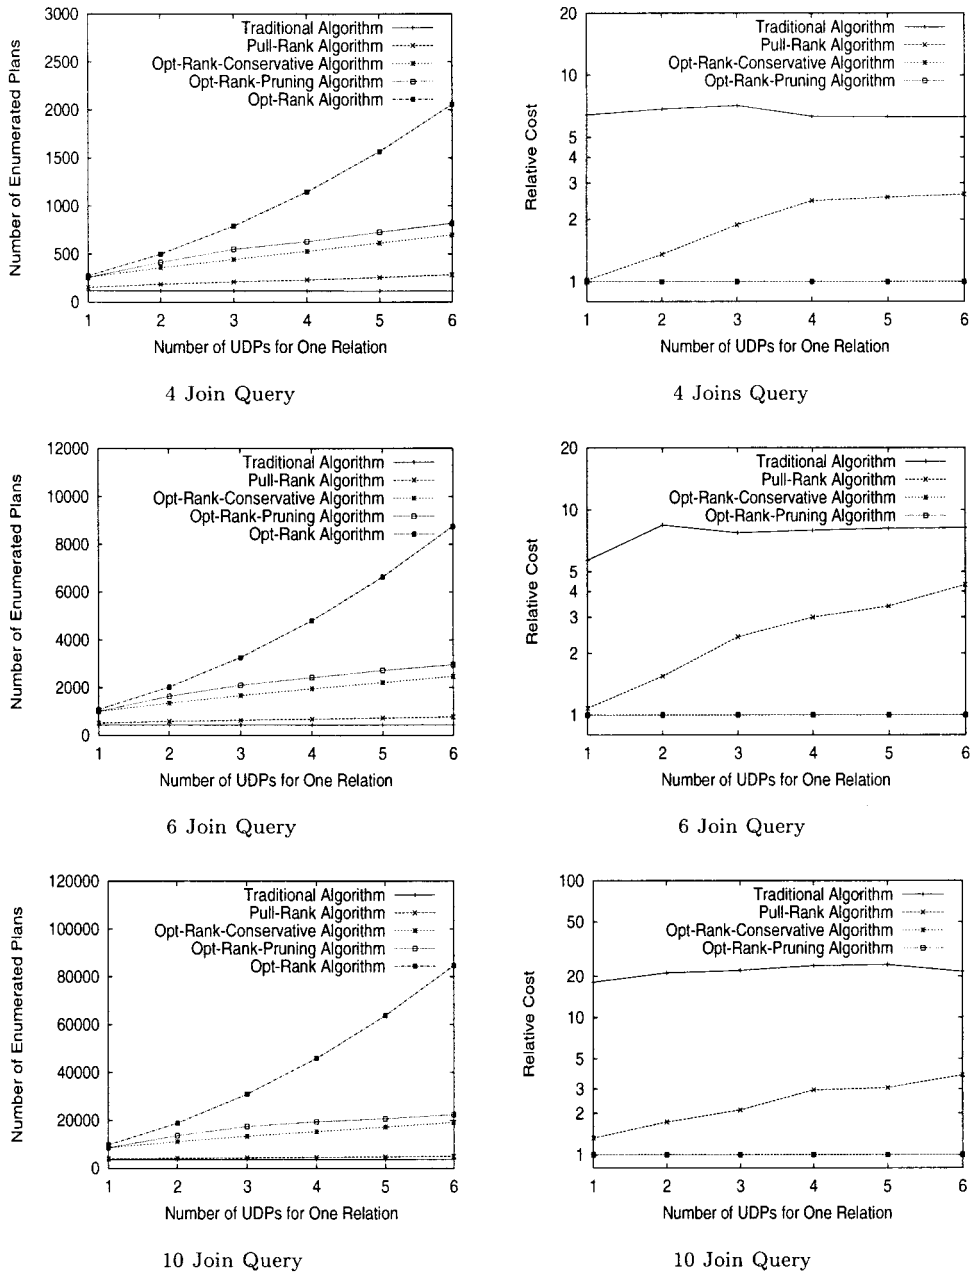 3000
2500
2000
1500
1000
500
0
Number of Enumerated Plans
Traditional Algorithm
Pull-Rank Algorithm
Opt-Rank-Conservative Algorithm
Opt-Rank-Pruning Algorithm
Opt-Rank Algorithm
1 2 3 4 5 6
Number of UDPs for One Relation
4 Join Query
20
10
5
4
3
2
1
Relative Cost
Traditional Algorithm
Pull-Rank Algorithm
Opt-Rank-Conservative Algorithm
Opt-Rank-Pruning Algorithm
1 2 3 4 5 6
Number of UDPs for One Relation
4 Joins Query
12000
10000
8000
6000
4000
2000
0
Number of Enumerated Plans
Traditional Algorithm
Pull-Rank Algorithm
Opt-Rank-Conservative Algorithm
Opt-Rank-Pruning Algorithm
Opt-Rank Algorithm
1 2 3 4 5 6
Number of UDPs for One Relation
6 Join Query
20
10
5
4
3
2
1
Relative Cost
Traditional Algorithm
Pull-Rank Algorithm
Opt-Rank-Conservative Algorithm
Opt-Rank-Pruning Algorithm
1 2 3 4 5 6
Number of UDPs for One Relation
6 Join Query
120000
100000
80000
60000
40000
20000
0
Number of Enumerated Plans
Traditional Algorithm
Pull-Rank Algorithm
Opt-Rank-Conservative Algorithm
Opt-Rank-Pruning Algorithm
Opt-Rank Algorithm
1 2 3 4 5 6
Number of UDPs for One Relation
10 Join Query
100
50
20
10
5
3
2
1
Relative Cost
Traditional Algorithm
Pull-Rank Algorithm
Opt-Rank-Conservative Algorithm
Opt-Rank-Pruning Algorithm
1 2 3 4 5 6
Number of UDPs for One Relation
10 Join Query